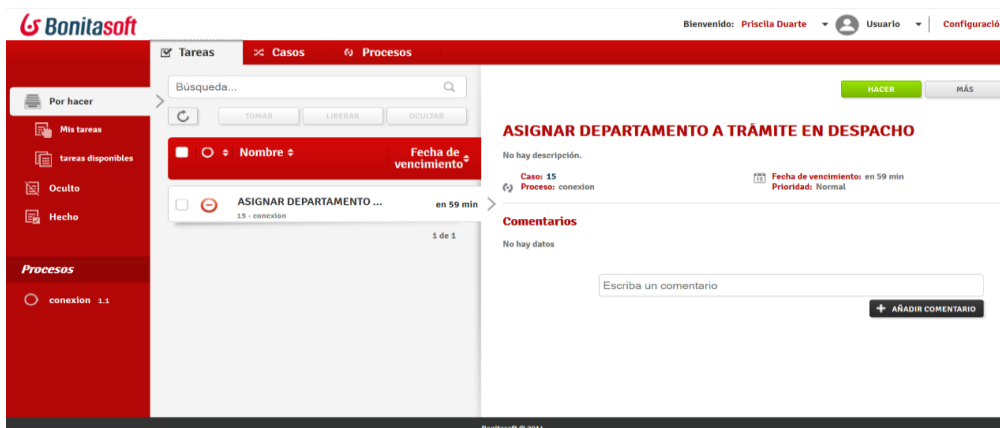 Bonitasoft
Bienvenido: Priscila Duarte Usuario Configuració
Tareas Casos Procesos
Por hacer
Mis tareas
tareas disponibles
Oculto
Hecho
Procesos
conexion 1.1
Búsqueda...
TOMAR LIBERAR OCULTAR
Nombre Fecha de vencimiento
ASIGNAR DEPARTAMENTO ... en 59 min
15 - conexion
1 de 1
HACER MÁS
ASIGNAR DEPARTAMENTO A TRÁMITE EN DESPACHO
No hay descripción.
Caso: 15
Proceso: conexion
Fecha de vencimiento: en 59 min
Prioridad: Normal
Comentarios
No hay datos
Escriba un comentario
+ AÑADIR COMENTARIO